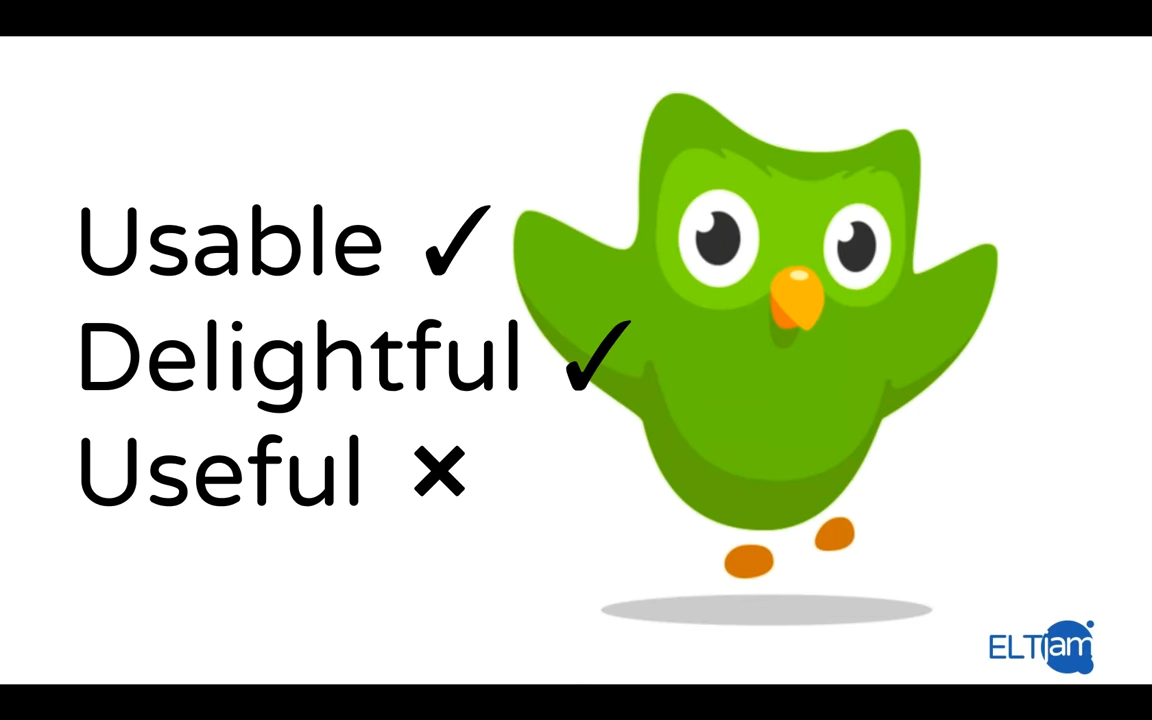 Usable ✓
Delightful ✓
Useful ×
ELTjam